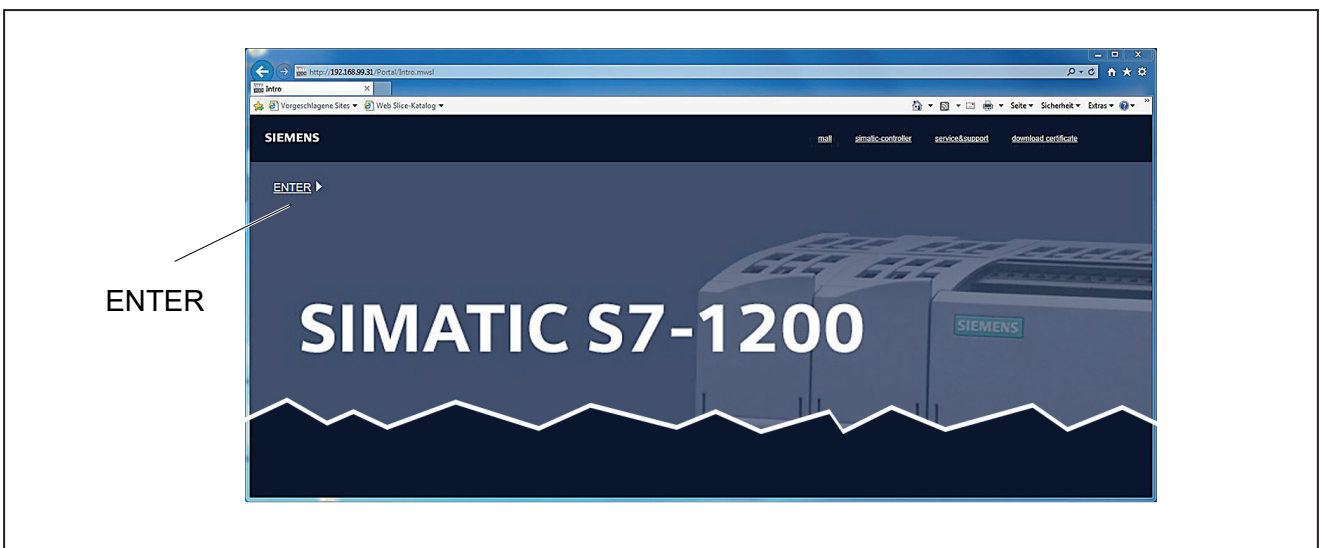 http://192.168.99.31/Portal/Intro.mwsl
Intro
Vorgeschlagene Sites Web Slice-Katalog Seite Sicherheit Extras
SIEMENS mall simatic-controller service&support download certificate
ENTER
ENTER
SIMATIC S7-1200
SIEMENS